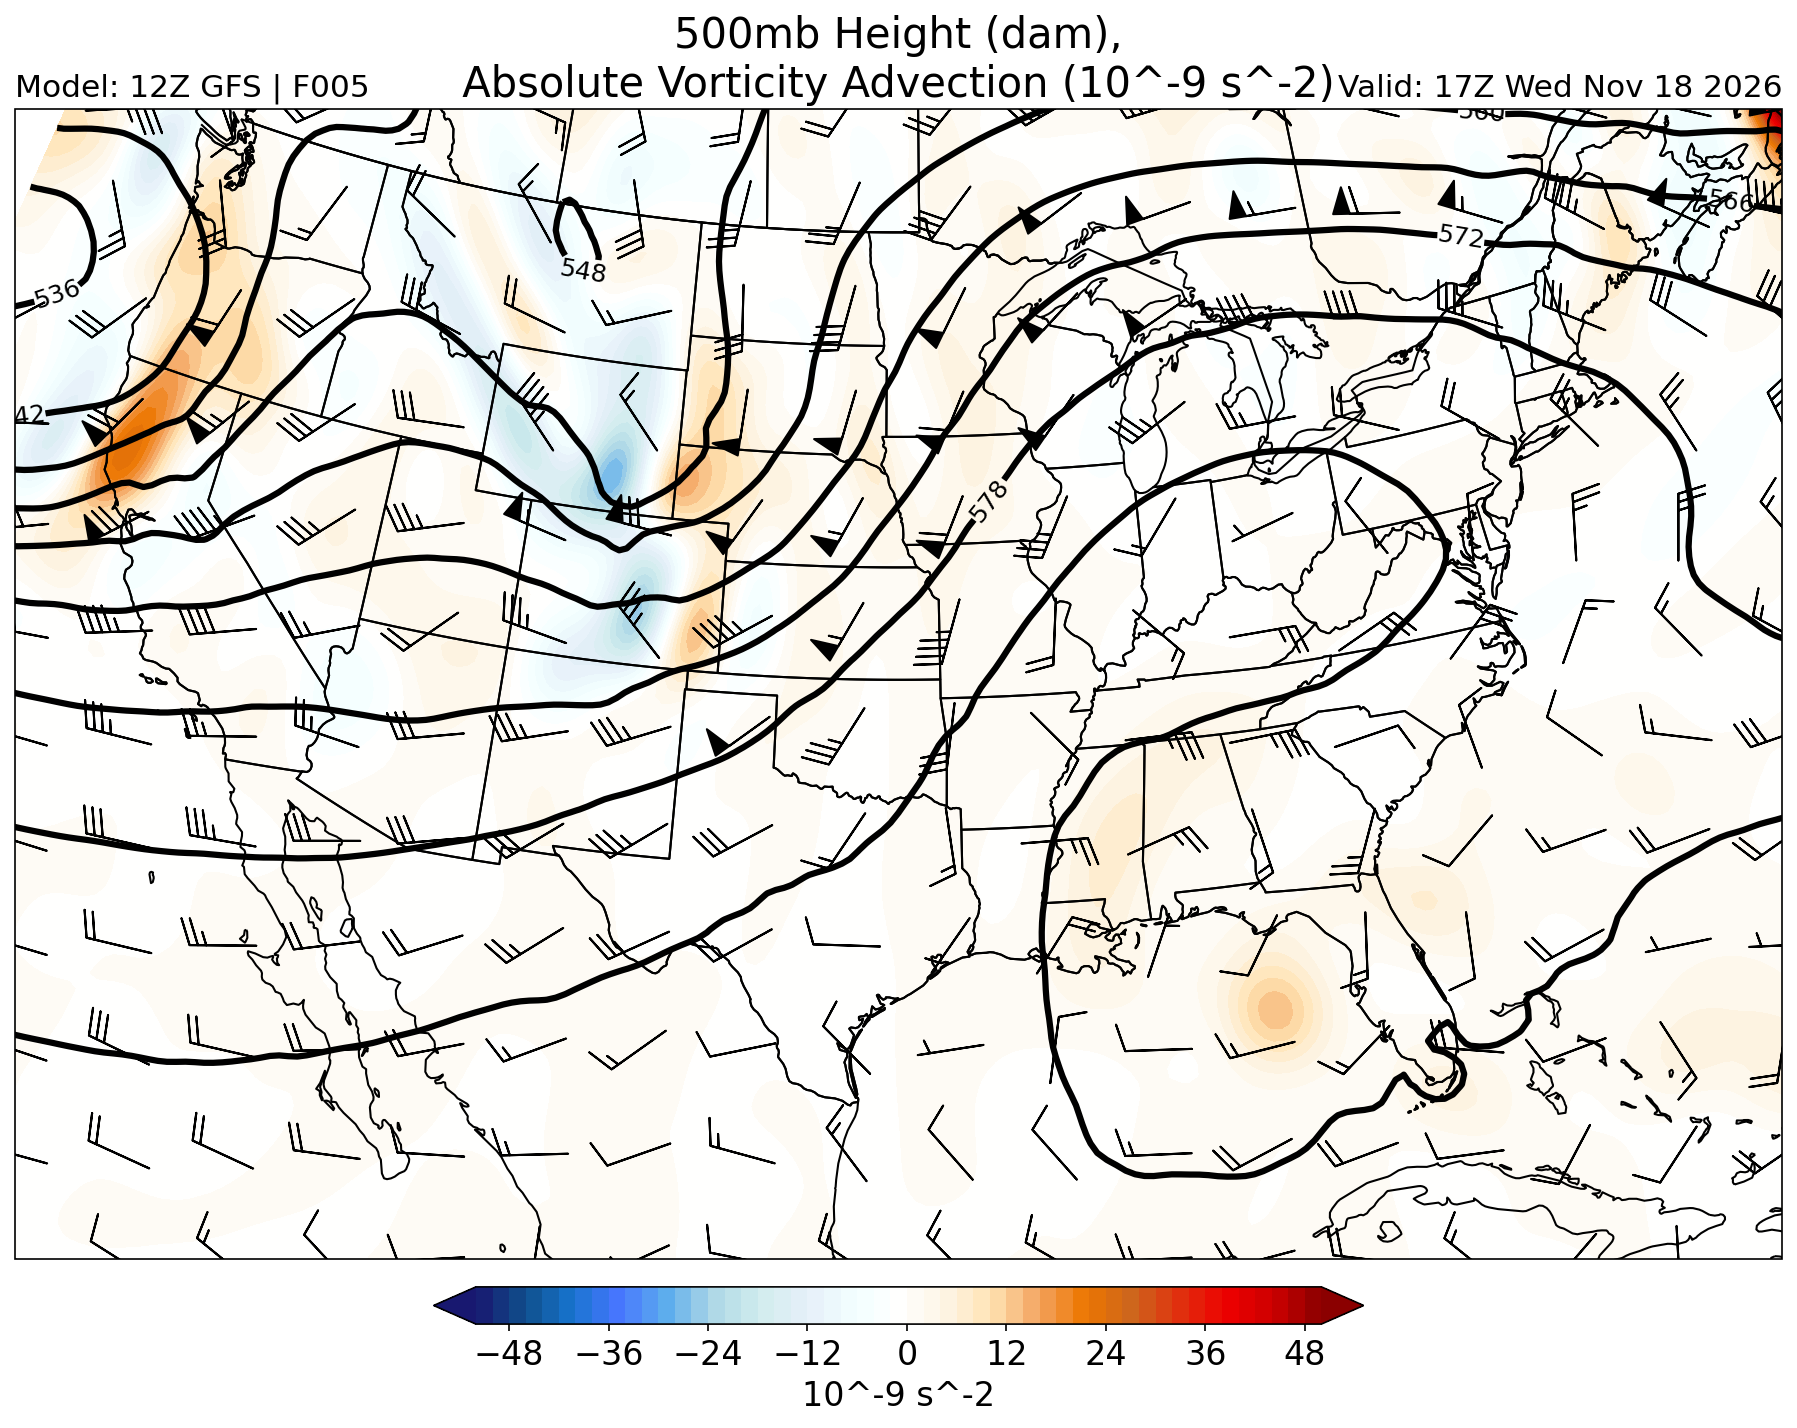 500mb Height (dam),
Model: 12Z GFS | F005
Absolute Vorticity Advection (10^-9 s^-2)
Valid: 17Z Wed Nov 18 2026
560
566
572
548
536
42
578
−48 −36 −24 −12 0 12 24 36 48
10^-9 s^-2